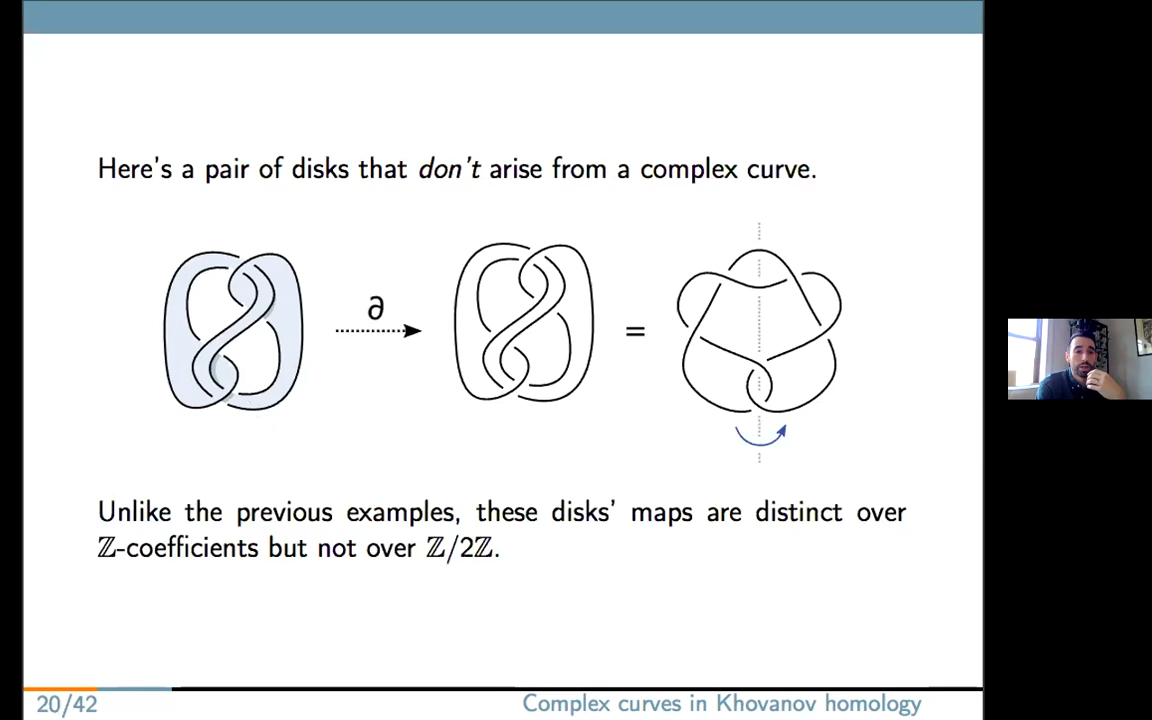 Here's a pair of disks that don't arise from a complex curve.
∂
=
Unlike the previous examples, these disks' maps are distinct over
ℤ-coefficients but not over ℤ/2ℤ.
20/42
Complex curves in Khovanov homology